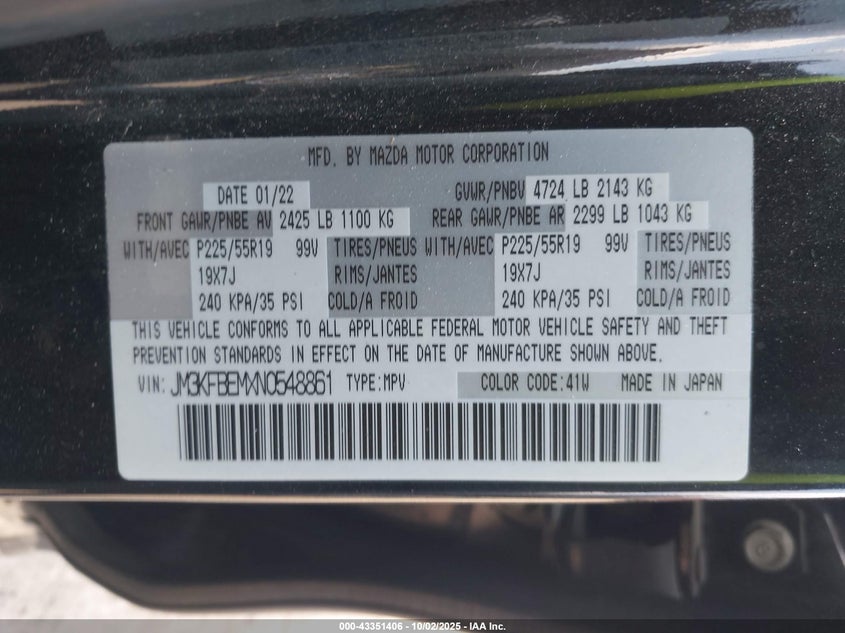 MFD. BY MAZDA MOTOR CORPORATION
DATE 01/22 GVWR/PNBV 4724 LB 2143 KG
FRONT GAWR/PNBE AV 2425 LB 1100 KG REAR GAWR/PNBE AR 2299 LB 1043 KG
WITH/AVEC P225/55R19 99V TIRES/PNEUS WITH/AVEC P225/55R19 99V TIRES/PNEUS
19X7J RIMS/JANTES 19X7J RIMS/JANTES
240 KPA/35 PSI COLD/A FROID 240 KPA/35 PSI COLD/A FROID
THIS VEHICLE CONFORMS TO ALL APPLICABLE FEDERAL MOTOR VEHICLE SAFETY AND THEFT
PREVENTION STANDARDS IN EFFECT ON THE DATE OF MANUFACTURE SHOWN ABOVE.
VIN: JM3KFBEMXN0548861 TYPE:MPV COLOR CODE:41W MADE IN JAPAN
000-43351406 - 10/02/2025 - IAA Inc.